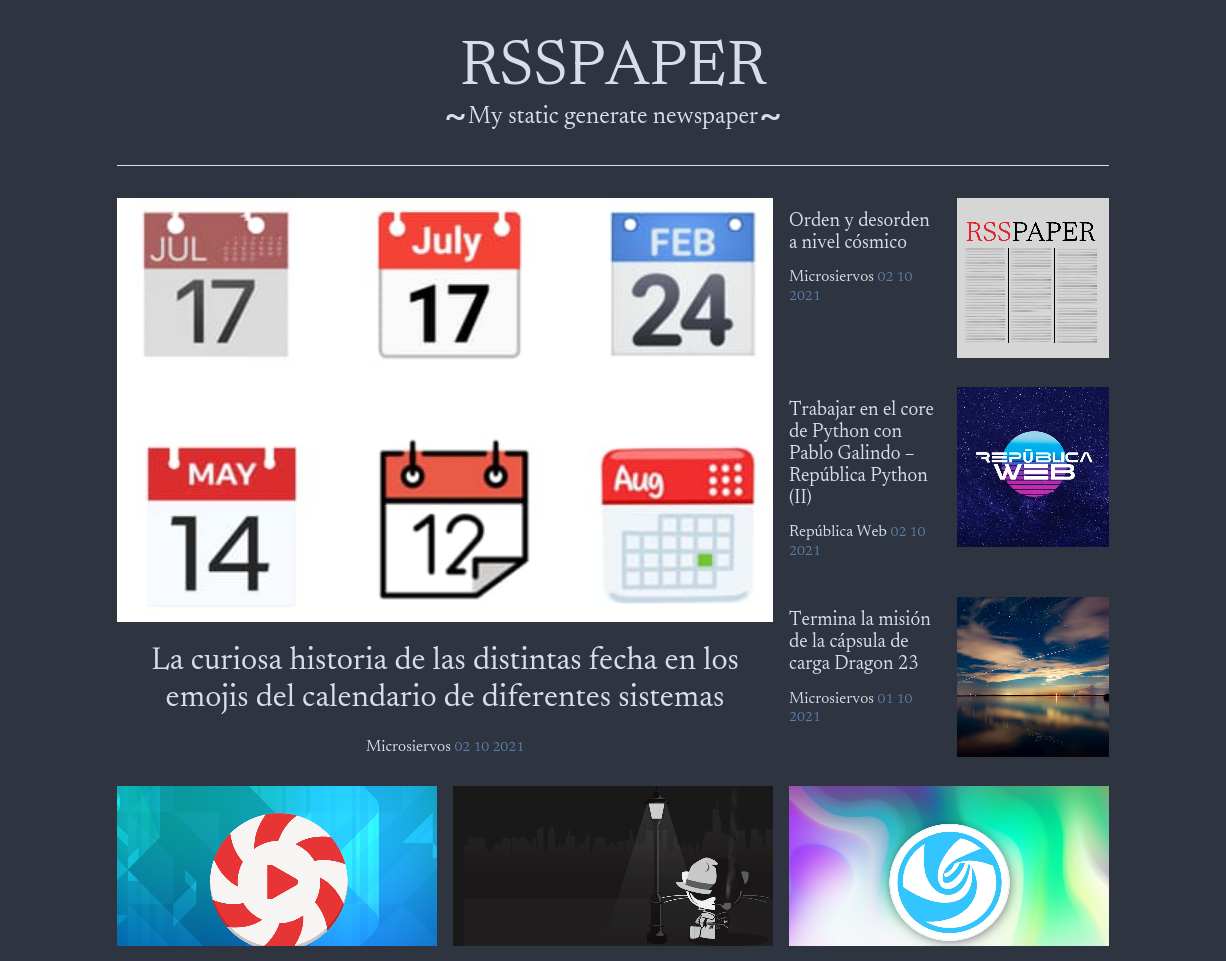 RSSPAPER
~My static generate newspaper~
JUL
17
July
17
FEB
24
MAY
14
12
Aug
La curiosa historia de las distintas fecha en los
emojis del calendario de diferentes sistemas
Microsiervos 02 10 2021
Orden y desorden
a nivel cósmico
Microsiervos 02 10
2021
RSSPAPER
Trabajar en el core
de Python con
Pablo Galindo –
República Python
(II)
República Web 02 10
2021
REPÚBLICA
WEB
Termina la misión
de la cápsula de
carga Dragon 23
Microsiervos 01 10
2021